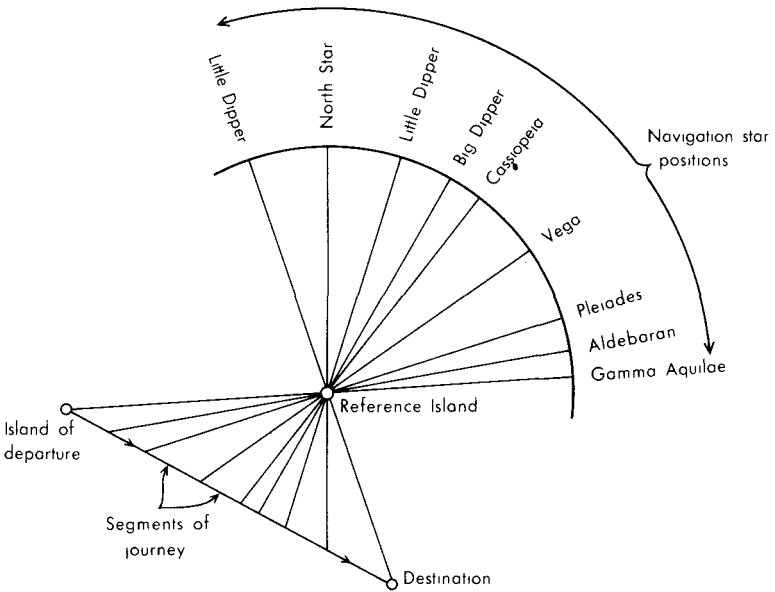 Little Dipper
North Star
Little Dipper
Big Dipper
Cassiopeia
Vega
Pleiades
Aldebaran
Gamma Aquilae
Navigation star
positions
Reference Island
Island of
departure
Segments of
journey
Destination